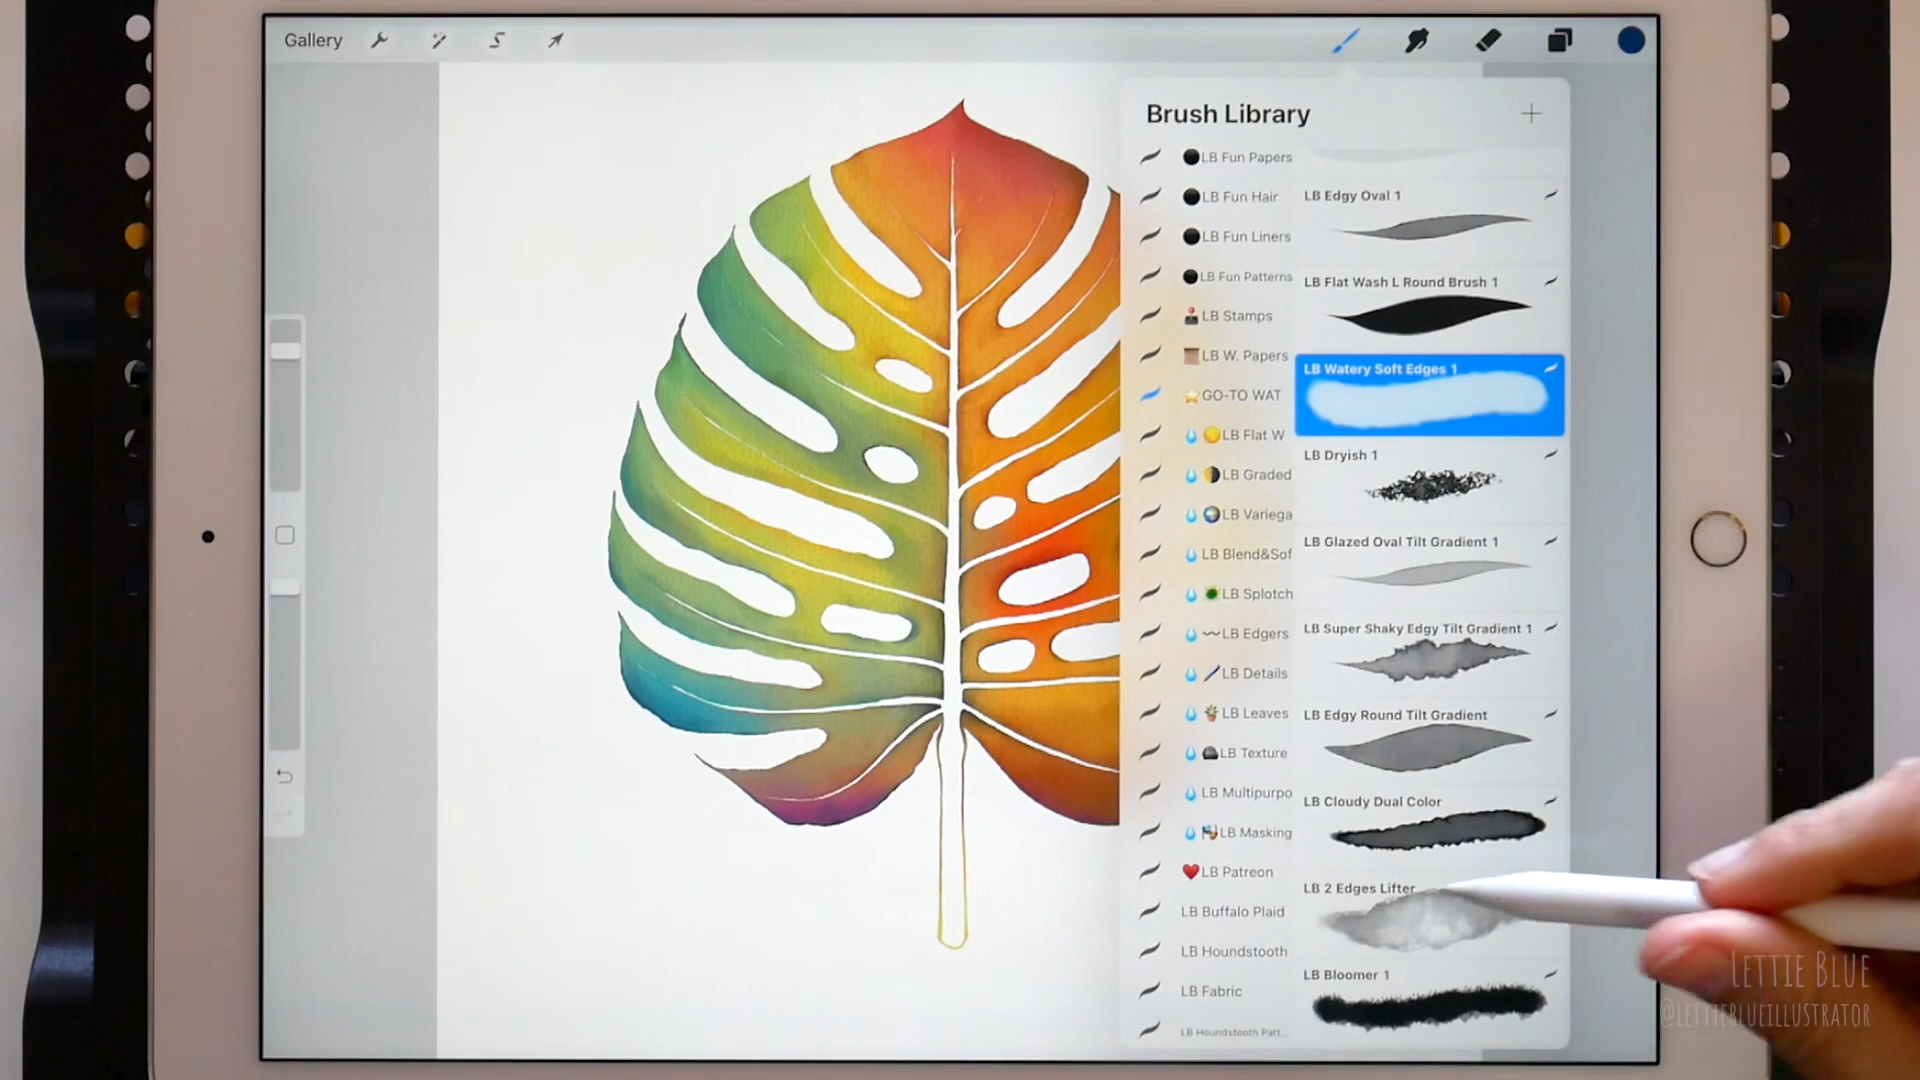 Gallery
Brush Library
LB Fun Papers
LB Fun Hair
LB Fun Liners
LB Fun Patterns
LB Stamps
LB W. Papers
GO-TO WAT
LB Flat W
LB Graded
LB Variega
LB Blend&Sof
LB Splotch
LB Edgers
LB Details
LB Leaves
LB Texture
LB Multipurpo
LB Masking
LB Patreon
LB Buffalo Plaid
LB Houndstooth
LB Fabric
LB Houndstooth Patt...
LB Edgy Oval 1
LB Flat Wash L Round Brush 1
LB Watery Soft Edges 1
LB Dryish 1
LB Glazed Oval Tilt Gradient 1
LB Super Shaky Edgy Tilt Gradient 1
LB Edgy Round Tilt Gradient
LB Cloudy Dual Color
LB 2 Edges Lifter
LB Bloomer 1
LETTIE BLUE
@LETTIEBLUEILLUSTRATOR